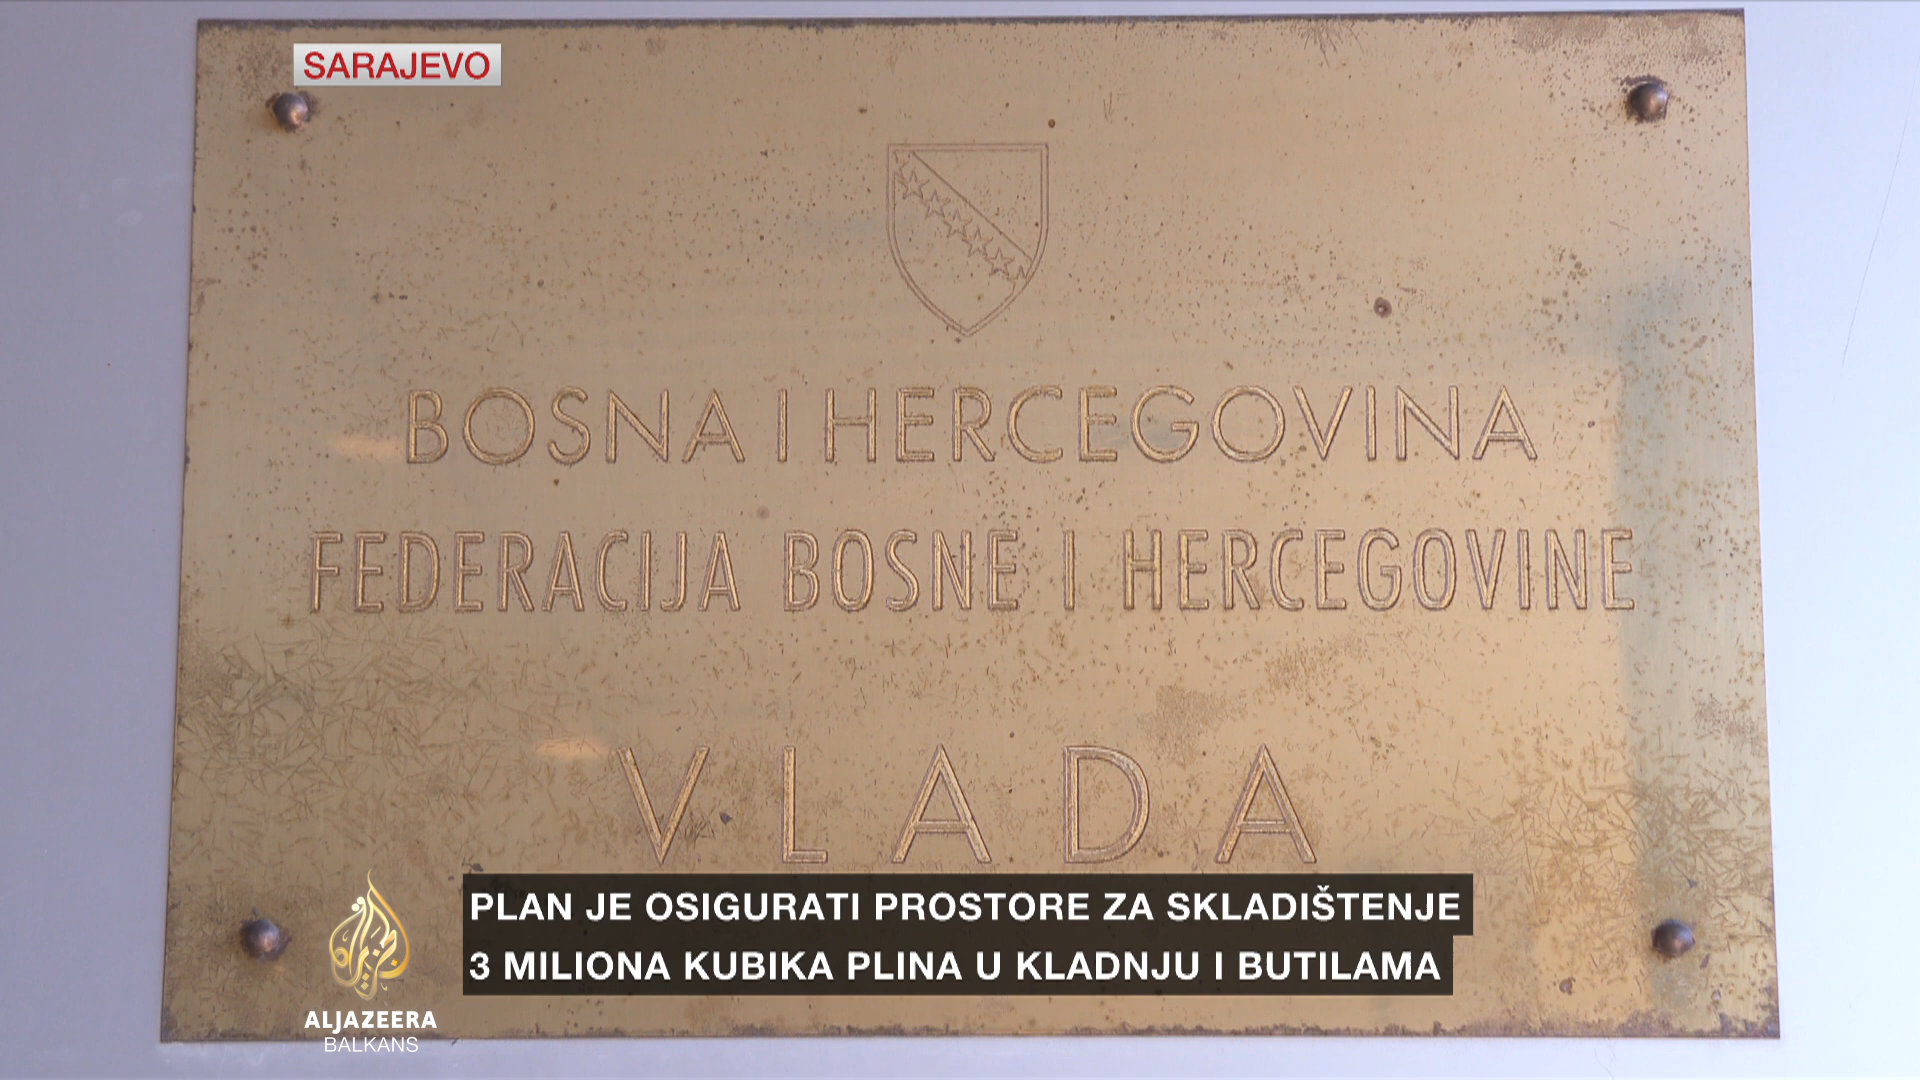 SARAJEVO
BOSNA I HERCEGOVINA
FEDERACIJA BOSNE I HERCEGOVINE
VLADA
PLAN JE OSIGURATI PROSTORE ZA SKLADIŠTENJE
3 MILIONA KUBIKA PLINA U KLADNJU I BUTILAMA
ALJAZEERA
BALKANS